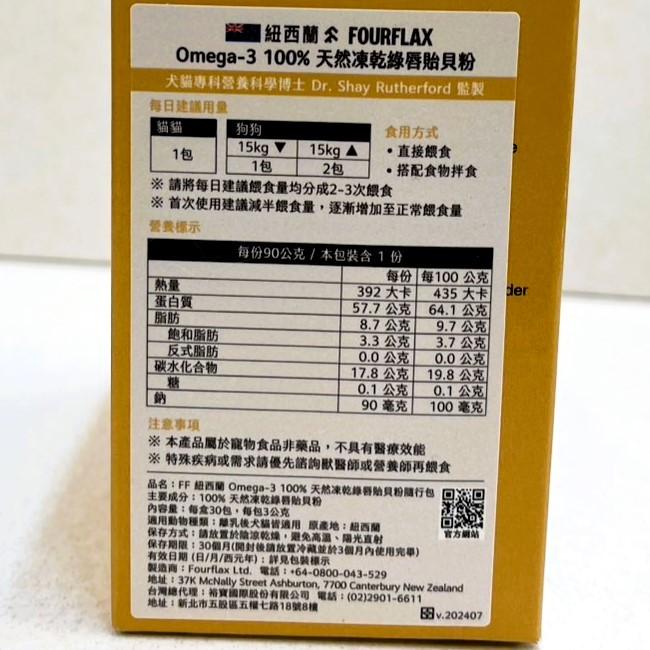 紐西蘭 FOURFLAX
Omega-3 100% 天然凍乾綠唇貽貝粉
犬貓專科營養科學博士 Dr. Shay Rutherford 監製
每日建議用量
貓貓 狗狗 食用方式
1包 15kg▼ 15kg▲ • 直接餵食
1包 2包 • 搭配食物拌食
※ 請將每日建議餵食量均分成2-3次餵食
※ 首次使用建議減半餵食量,逐漸增加至正常餵食量
營養標示
每份90公克 / 本包裝含 1 份
每份 每100 公克
熱量 392 大卡 435 大卡
蛋白質 57.7 公克 64.1 公克
脂肪 8.7 公克 9.7 公克
飽和脂肪 3.3 公克 3.7 公克
反式脂肪 0.0 公克 0.0 公克
碳水化合物 17.8 公克 19.8 公克
糖 0.1 公克 0.1 公克
鈉 90 毫克 100 毫克
注意事項
※ 本產品屬於寵物食品非藥品,不具有醫療效能
※ 特殊疾病或需求請優先諮詢獸醫師或營養師再餵食
品名:FF 紐西蘭 Omega-3 100% 天然凍乾綠唇貽貝粉隨行包
主要成分:100% 天然凍乾綠唇貽貝粉
內容量:每盒30包,每包3公克
適用動物種類:離乳後犬貓皆適用 原產地:紐西蘭
保存方式:請放置於陰涼乾燥,避免高溫、陽光直射
保存期限:30個月(開封後請放置冷藏並於3個月內使用完畢)
有效日期 (日/月/西元年):詳見包裝標示
製造商:Fourflax Ltd. 電話:+64-0800-043-529
地址:37K McNally Street Ashburton, 7700 Canterbury New Zealand
台灣總代理:裕寶國際股份有限公司 電話:(02)2901-6611
地址:新北市五股區五權七路18號8樓
官方網站
v.202407
der